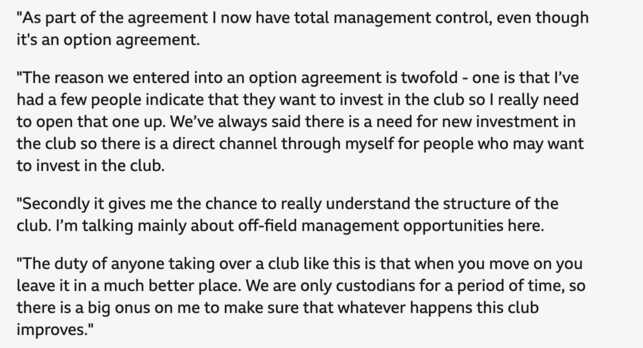 "As part of the agreement I now have total management control, even though
it's an option agreement.
"The reason we entered into an option agreement is twofold - one is that I’ve
had a few people indicate that they want to invest in the club so I really need
to open that one up. We’ve always said there is a need for new investment in
the club so there is a direct channel through myself for people who may want
to invest in the club.
"Secondly it gives me the chance to really understand the structure of the
club. I’m talking mainly about off-field management opportunities here.
"The duty of anyone taking over a club like this is that when you move on you
leave it in a much better place. We are only custodians for a period of time, so
there is a big onus on me to make sure that whatever happens this club
improves."